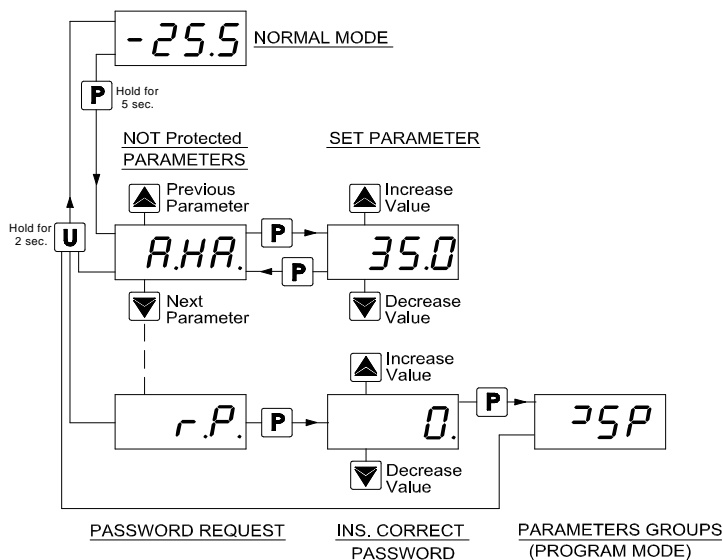 -25.5
NORMAL MODE
P
Hold for
5 sec.
NOT Protected
PARAMETERS
SET PARAMETER
Previous
Parameter
Increase
Value
Hold for
2 sec.
U
A.HA.
P
P
35.0
Next
Parameter
Decrease
Value
Increase
Value
r.P.
P
0.
P
ᓗSP
Decrease
Value
PASSWORD REQUEST
INS. CORRECT
PASSWORD
PARAMETERS GROUPS
(PROGRAM MODE)